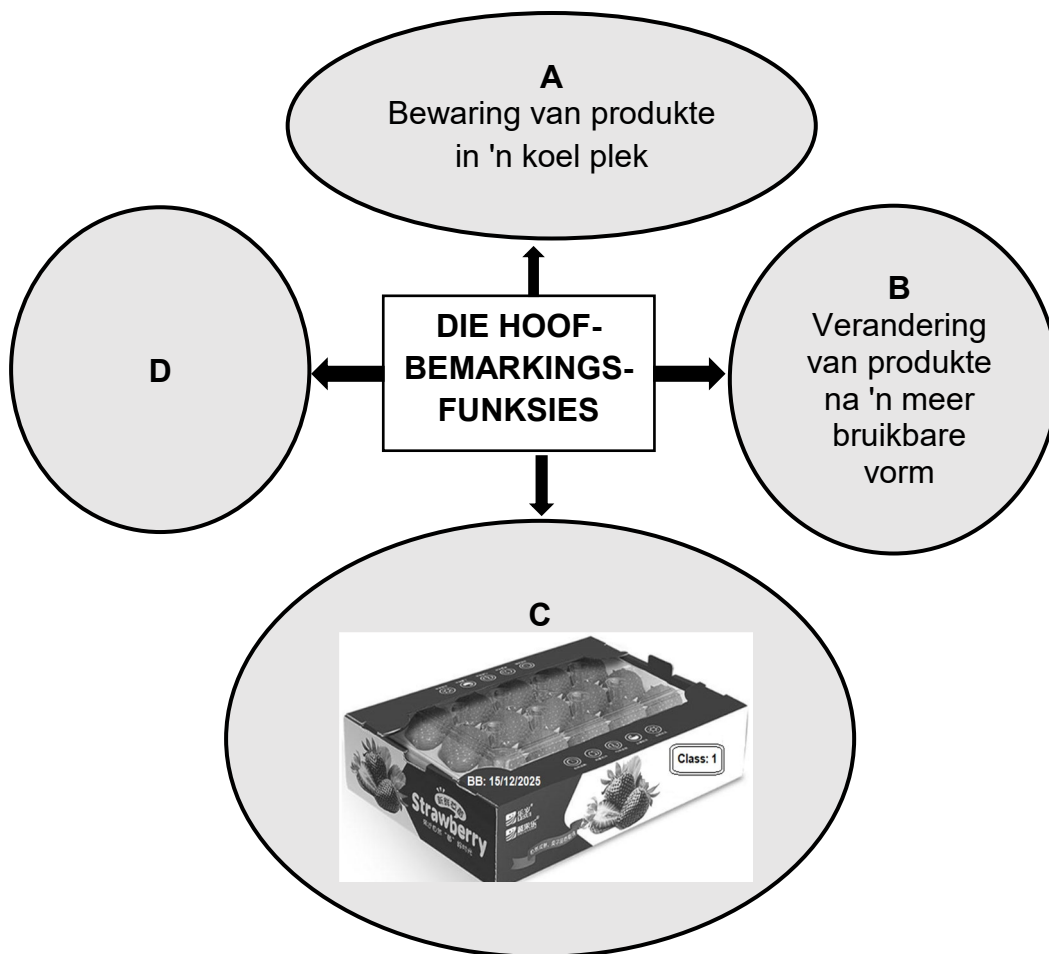 A
Bewaring van produkte
in 'n koel plek
D
DIE HOOF-
BEMARKINGS-
FUNKSIES
B
Verandering
van produkte
na 'n meer
bruikbare
vorm
C
Class: 1
BB: 15/12/2025
Strawberry